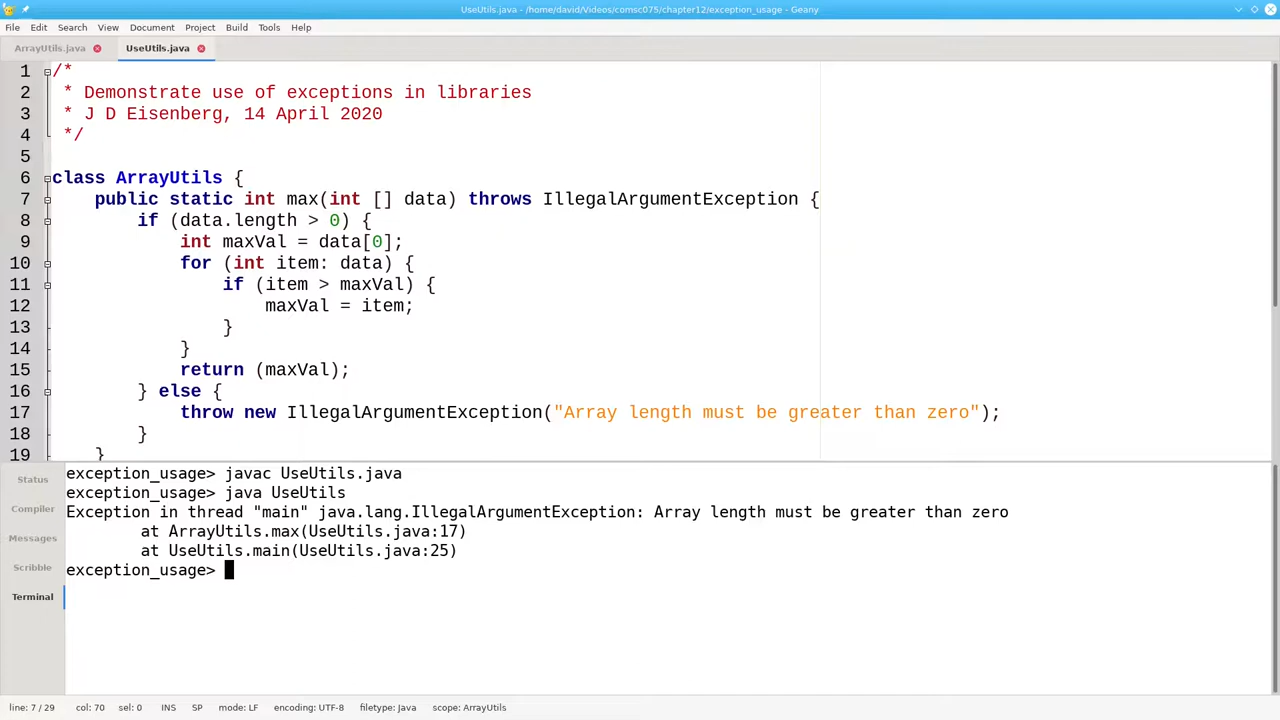 UseUtils.java - /home/david/Videos/comsc075/chapter12/exception_usage - Geany
File Edit Search View Document Project Build Tools Help
ArrayUtils.java UseUtils.java
1 /*
2  * Demonstrate use of exceptions in libraries
3  * J D Eisenberg, 14 April 2020
4  */
5
6 class ArrayUtils {
7     public static int max(int [] data) throws IllegalArgumentException {
8         if (data.length > 0) {
9             int maxVal = data[0];
10             for (int item: data) {
11                 if (item > maxVal) {
12                     maxVal = item;
13                 }
14             }
15             return (maxVal);
16         } else {
17             throw new IllegalArgumentException("Array length must be greater than zero");
18         }
19     }
Status
Compiler
Messages
Scribble
Terminal
exception_usage> javac UseUtils.java
exception_usage> java UseUtils
Exception in thread "main" java.lang.IllegalArgumentException: Array length must be greater than zero
        at ArrayUtils.max(UseUtils.java:17)
        at UseUtils.main(UseUtils.java:25)
exception_usage>
line: 7 / 29 col: 70 sel: 0 INS SP mode: LF encoding: UTF-8 filetype: Java scope: ArrayUtils